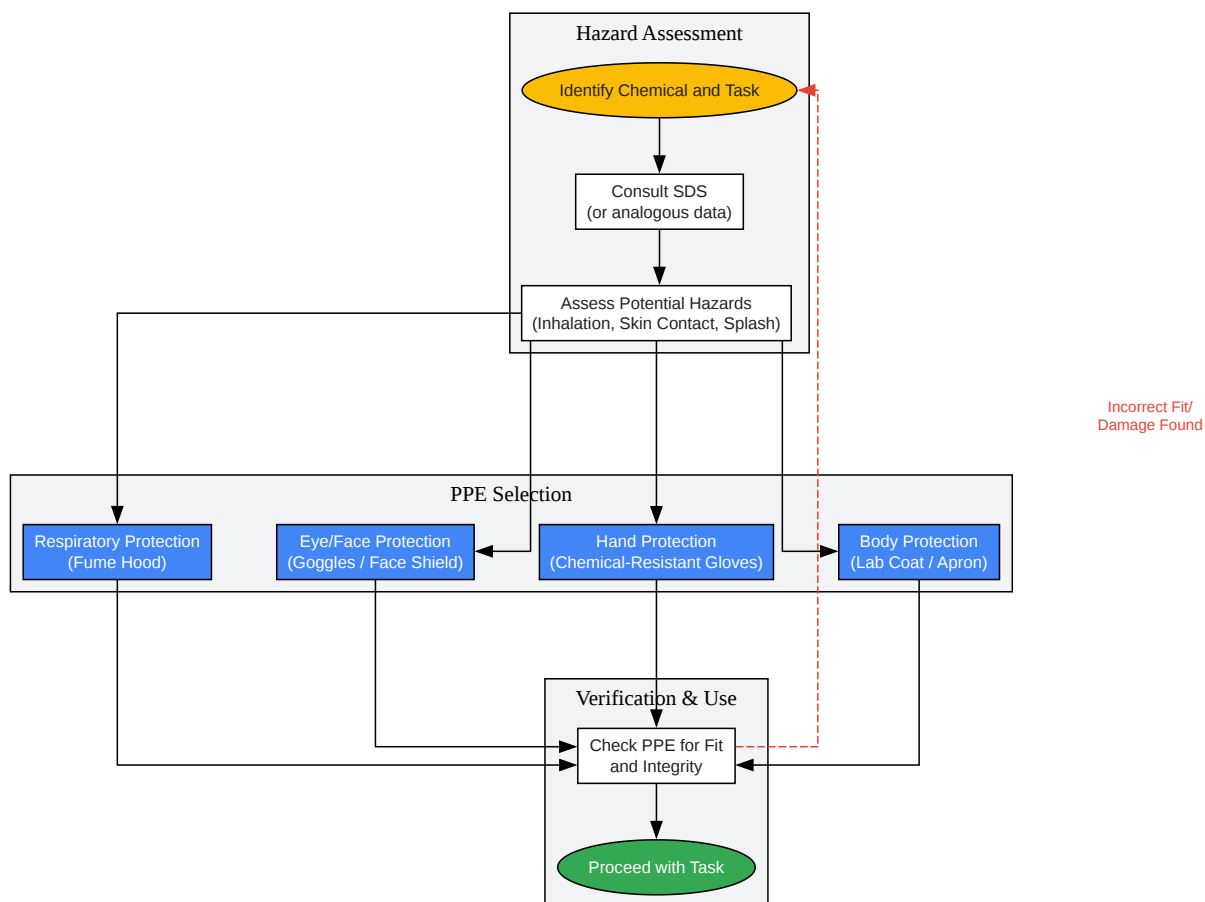 Hazard Assessment
Identify Chemical and Task
Consult SDS
(or analogous data)
Assess Potential Hazards
(Inhalation, Skin Contact, Splash)
Incorrect Fit/
Damage Found
PPE Selection
Respiratory Protection
(Fume Hood)
Eye/Face Protection
(Goggles / Face Shield)
Hand Protection
(Chemical-Resistant Gloves)
Body Protection
(Lab Coat / Apron)
Verification & Use
Check PPE for Fit
and Integrity
Proceed with Task